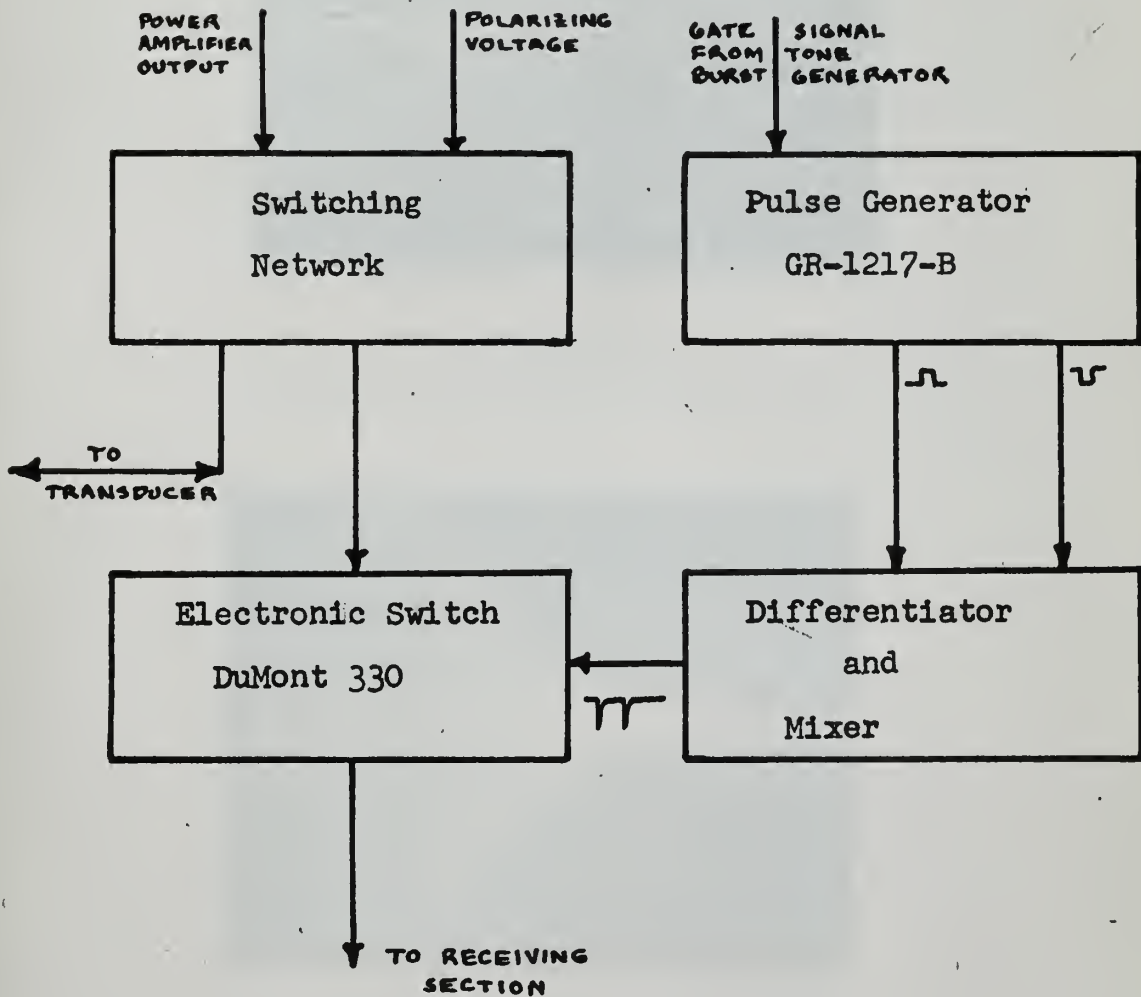 POWER
AMPLIFIER
OUTPUT
POLARIZING
VOLTAGE
GATE SIGNAL
FROM TONE
BURST GENERATOR
Switching
Network
Pulse Generator
GR-1217-B
TO
TRANSDUCER
Electronic Switch
DuMont 330
Differentiator
and
Mixer
TO RECEIVING
SECTION